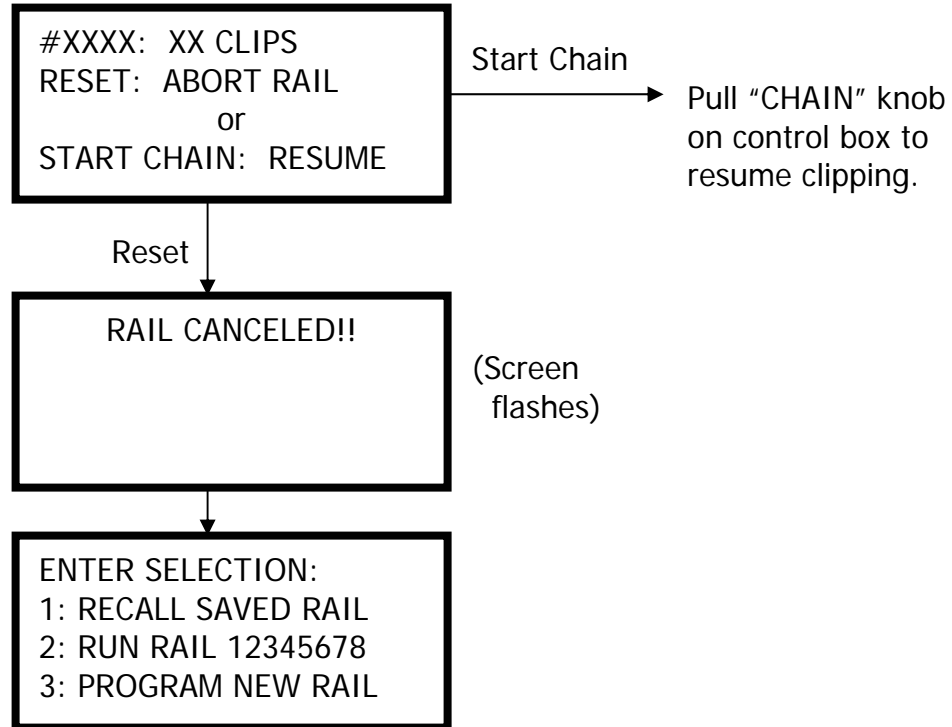 #XXXX: XX CLIPS
RESET: ABORT RAIL
or
START CHAIN: RESUME
Start Chain
Pull “CHAIN” knob
on control box to
resume clipping.
Reset
RAIL CANCELED!!
(Screen
flashes)
ENTER SELECTION:
1: RECALL SAVED RAIL
2: RUN RAIL 12345678
3: PROGRAM NEW RAIL